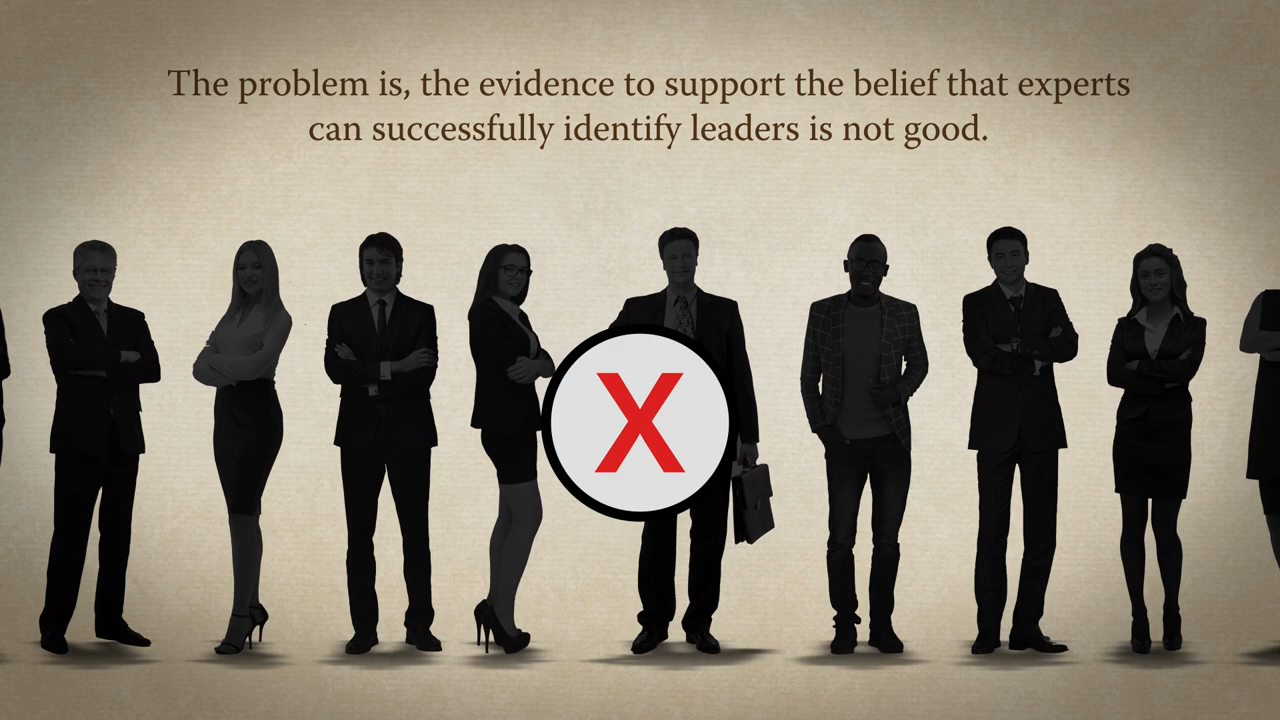 The problem is, the evidence to support the belief that experts
can successfully identify leaders is not good.
X